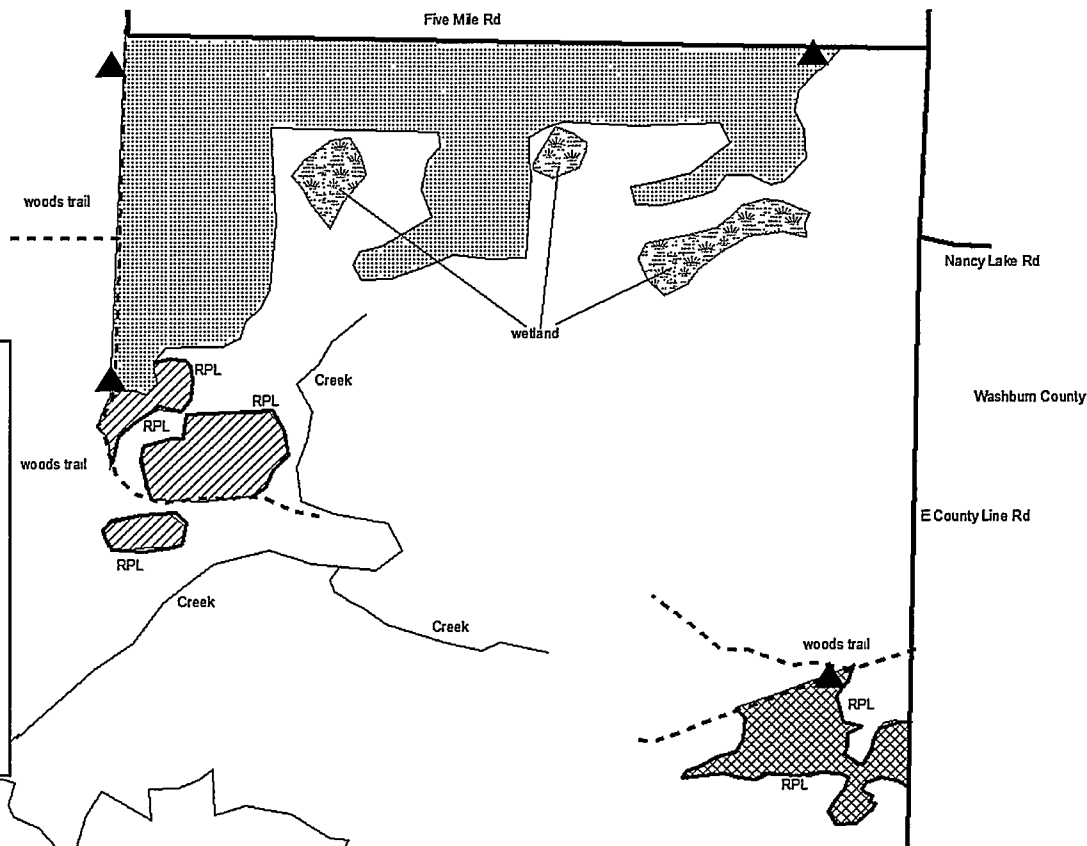 Five Mile Rd
woods trail
Nancy Lake Rd
wetland
RPL
Creek
Washburn County
RPL
RPL
woods trail
E County Line Rd
RPL
Creek
Creek
woods trail
RPL
RPL